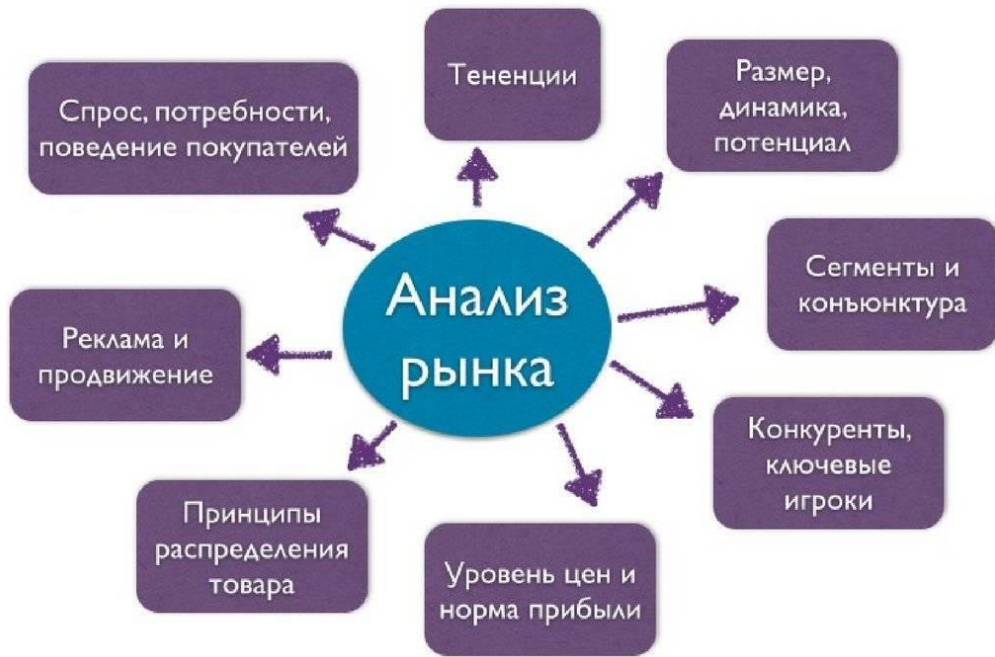 Тененции
Размер,
динамика,
потенциал
Спрос, потребности,
поведение покупателей
Сегменты и
конъюнктура
Анализ
рынка
Реклама и
продвижение
Конкуренты,
ключевые
игроки
Принципы
распределения
товара
Уровень цен и
норма прибыли